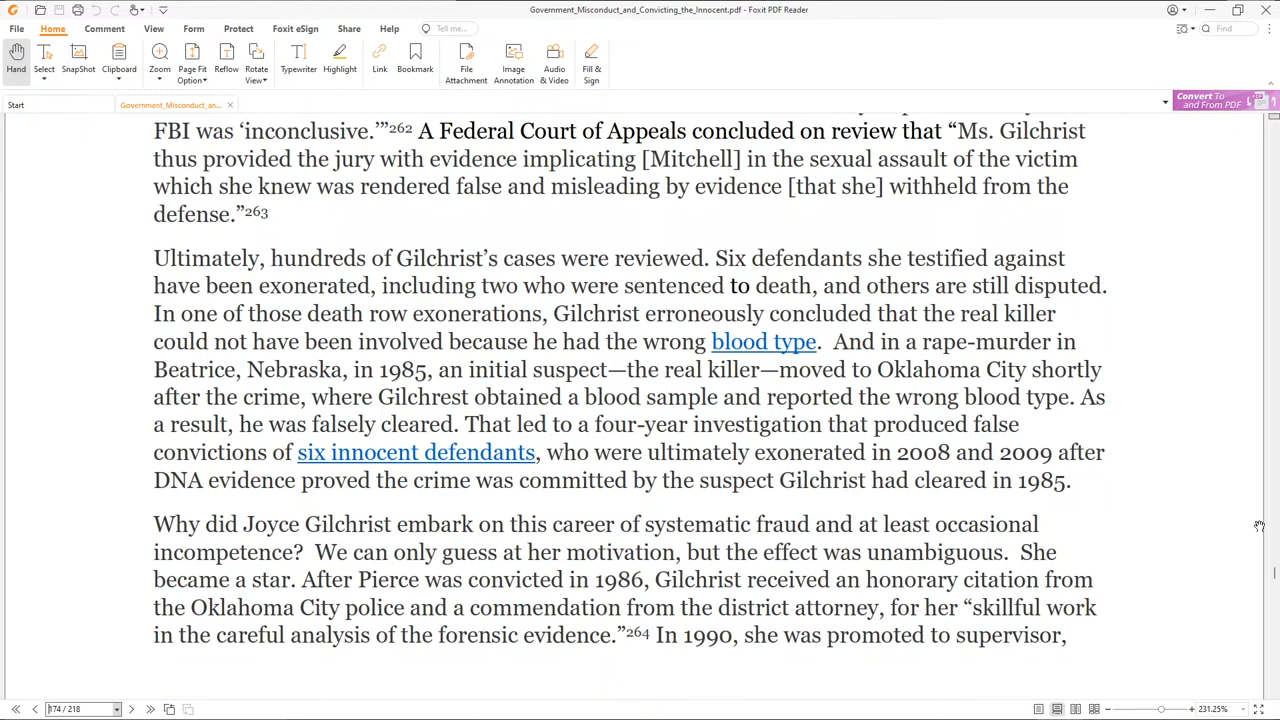 Government_Misconduct_and_Convicting_the_Innocent.pdf - Foxit PDF Reader
File Home Comment View Form Protect Foxit eSign Share Help Tell me... Find
Hand Select SnapShot Clipboard Zoom Page Fit Option Reflow Rotate View Typewriter Highlight Link Bookmark File Attachment Image Annotation Audio & Video Fill & Sign
Start Government_Misconduct_an... Convert To and From PDF
FBI was ‘inconclusive.’”262 A Federal Court of Appeals concluded on review that “Ms. Gilchrist
thus provided the jury with evidence implicating [Mitchell] in the sexual assault of the victim
which she knew was rendered false and misleading by evidence [that she] withheld from the
defense.”263
Ultimately, hundreds of Gilchrist’s cases were reviewed. Six defendants she testified against
have been exonerated, including two who were sentenced to death, and others are still disputed.
In one of those death row exonerations, Gilchrist erroneously concluded that the real killer
could not have been involved because he had the wrong blood type. And in a rape-murder in
Beatrice, Nebraska, in 1985, an initial suspect—the real killer—moved to Oklahoma City shortly
after the crime, where Gilchrest obtained a blood sample and reported the wrong blood type. As
a result, he was falsely cleared. That led to a four-year investigation that produced false
convictions of six innocent defendants, who were ultimately exonerated in 2008 and 2009 after
DNA evidence proved the crime was committed by the suspect Gilchrist had cleared in 1985.
Why did Joyce Gilchrist embark on this career of systematic fraud and at least occasional
incompetence? We can only guess at her motivation, but the effect was unambiguous. She
became a star. After Pierce was convicted in 1986, Gilchrist received an honorary citation from
the Oklahoma City police and a commendation from the district attorney, for her “skillful work
in the careful analysis of the forensic evidence.”264 In 1990, she was promoted to supervisor,
174 / 218 231.25%